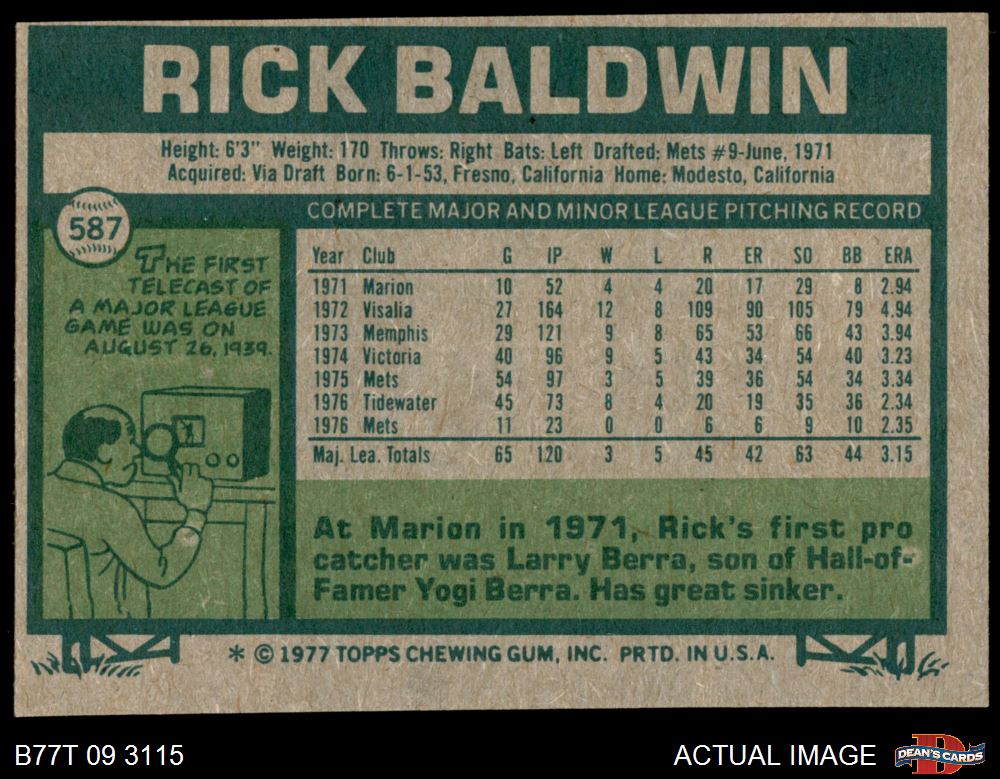 RICK BALDWIN
Height: 6'3" Weight: 170 Throws: Right Bats: Left Drafted: Mets #9-June, 1971
Acquired: Via Draft Born: 6-1-53, Fresno, California Home: Modesto, California
587
COMPLETE MAJOR AND MINOR LEAGUE PITCHING RECORD
THE FIRST
TELECAST OF
A MAJOR LEAGUE
GAME WAS ON
AUGUST 26, 1939.
Year Club G IP W L R ER SO BB ERA
1971 Marion 10 52 4 4 20 17 29 8 2.94
1972 Visalia 27 164 12 8 109 90 105 79 4.94
1973 Memphis 29 121 9 8 65 53 66 43 3.94
1974 Victoria 40 96 9 5 43 34 54 40 3.23
1975 Mets 54 97 3 5 39 36 54 34 3.34
1976 Tidewater 45 73 8 4 20 19 35 36 2.34
1976 Mets 11 23 0 0 6 6 9 10 2.35
Maj. Lea. Totals 65 120 3 5 45 42 63 44 3.15
At Marion in 1971, Rick's first pro
catcher was Larry Berra, son of Hall-of-
Famer Yogi Berra. Has great sinker.
* © 1977 TOPPS CHEWING GUM, INC. PRTD. IN U.S.A.
B77T 09 3115
ACTUAL IMAGE
D
DEAN'S CARDS